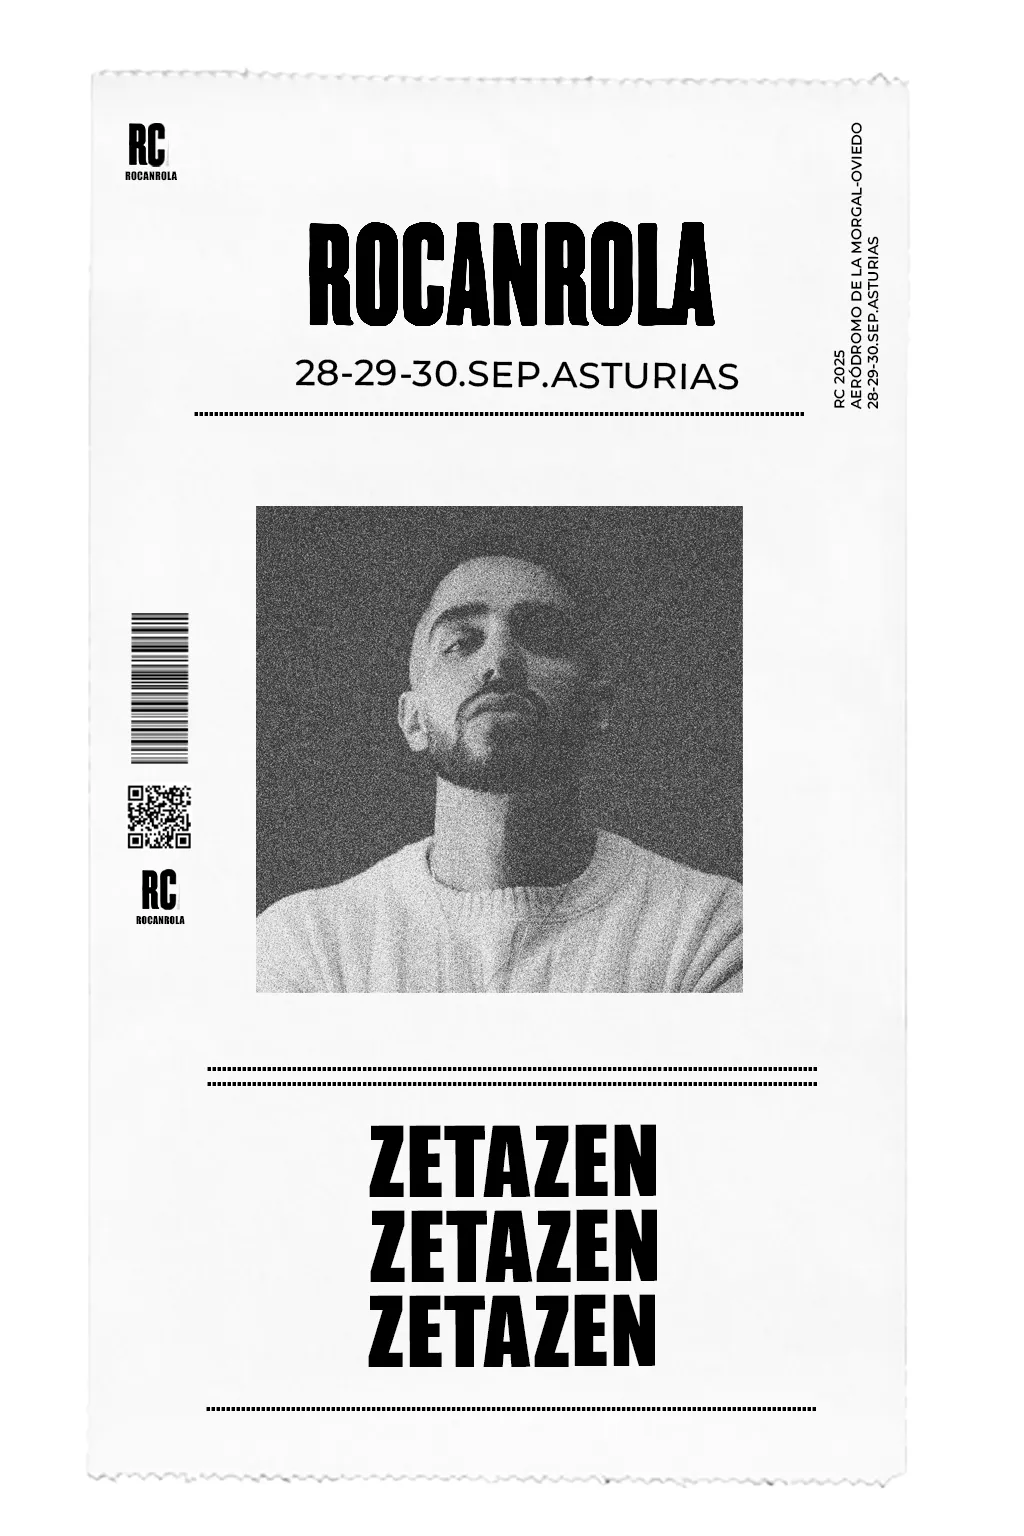 RC
ROCANROLA
RC 2025
AERÓDROMO DE LA MORGAL-OVIEDO
28-29-30.SEP.ASTURIAS
ROCANROLA
28-29-30.SEP.ASTURIAS
RC
ROCANROLA
ZETAZEN
ZETAZEN
ZETAZEN